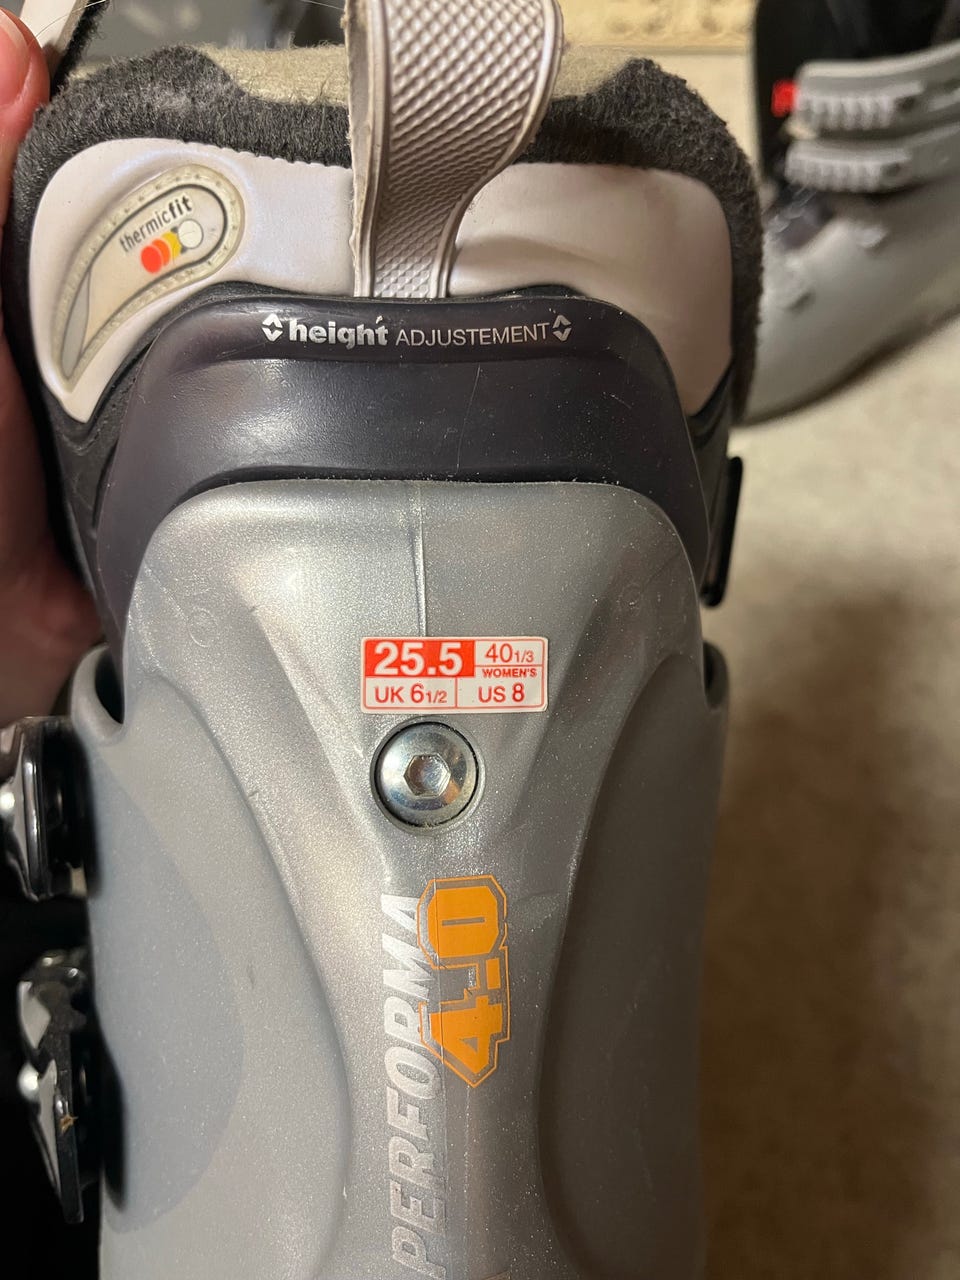 thermicfit
height ADJUSTEMENT
25.5 40 1/3
WOMEN'S
UK 6 1/2 US 8
PERFORMA 4.0